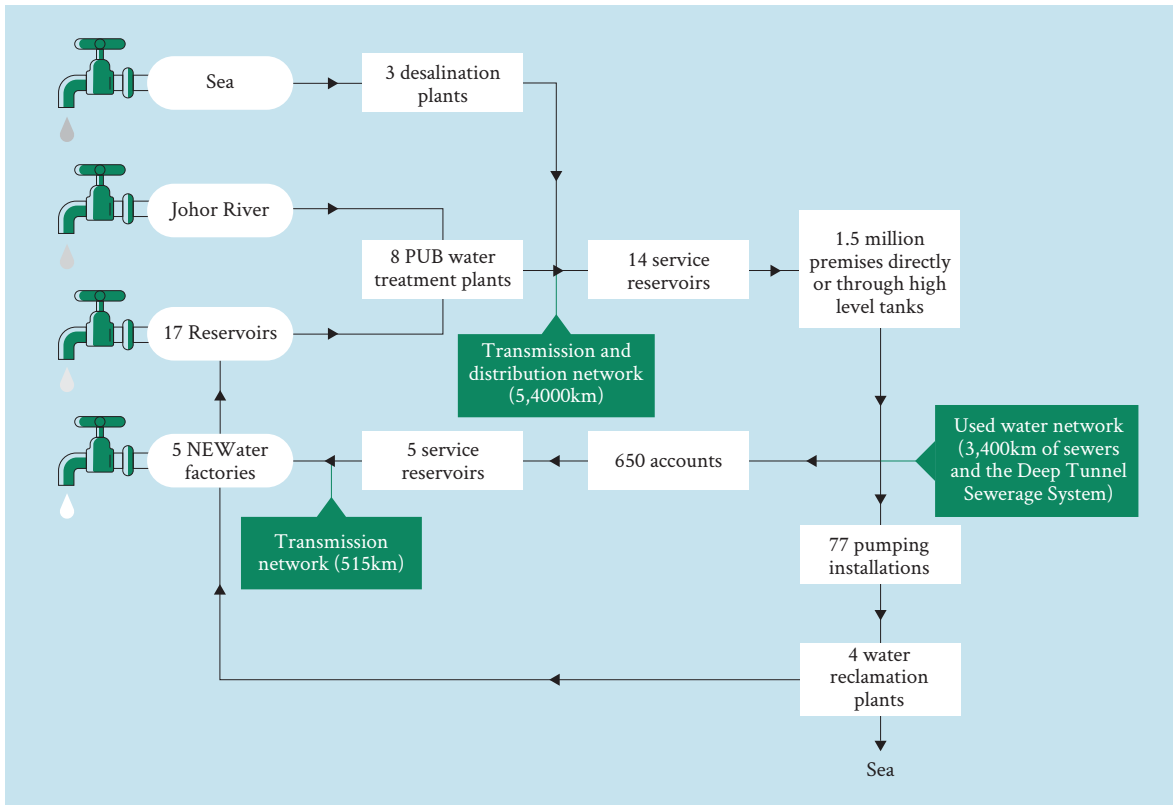 Sea
3 desalination
plants
Johor River
8 PUB water
treatment plants
14 service
reservoirs
1.5 million
premises directly
or through high
level tanks
17 Reservoirs
Transmission and
distribution network
(5,4000km)
5 NEWater
factories
5 service
reservoirs
650 accounts
Used water network
(3,400km of sewers
and the Deep Tunnel
Sewerage System)
Transmission
network (515km)
77 pumping
installations
4 water
reclamation
plants
Sea